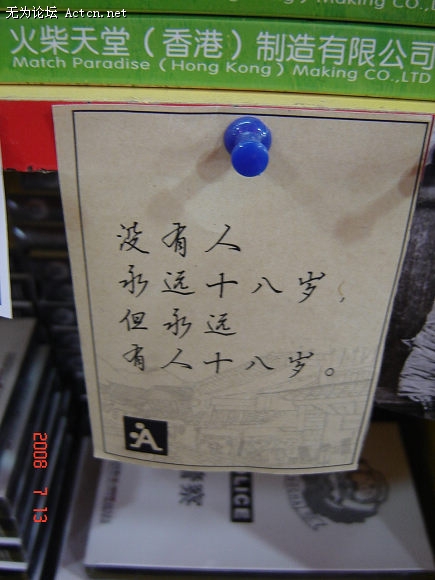 无为论坛 Actcn.net
火柴天堂（香港）制造有限公司
Match Paradise (Hong Kong) Making CO.,LTD
没有人
永远十八岁，
但永远
有人十八岁。
A
LICE
2008 7 13